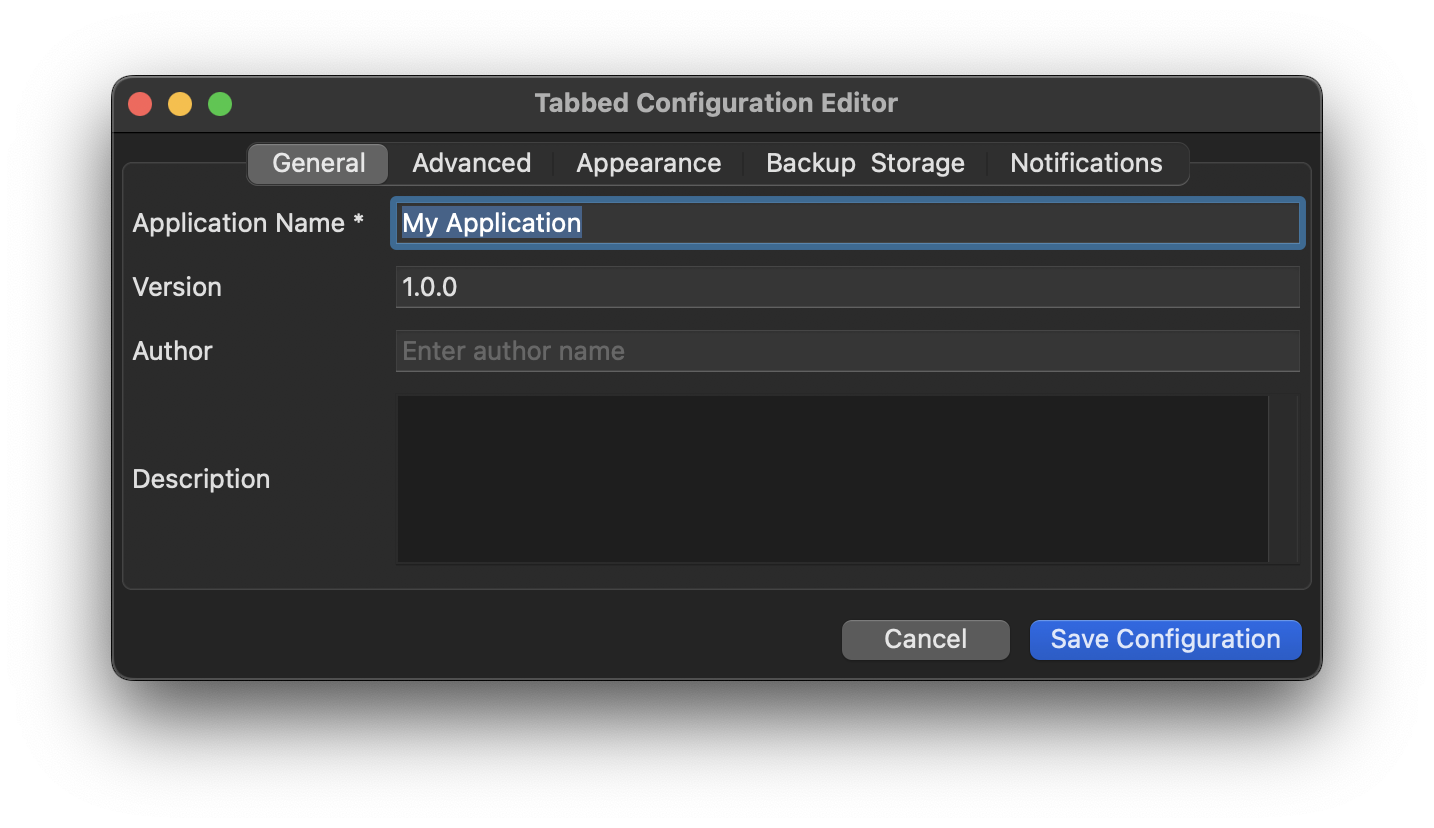 Tabbed Configuration Editor
General Advanced Appearance Backup  Storage Notifications
Application Name * My Application
Version 1.0.0
Author Enter author name
Description
Cancel Save Configuration